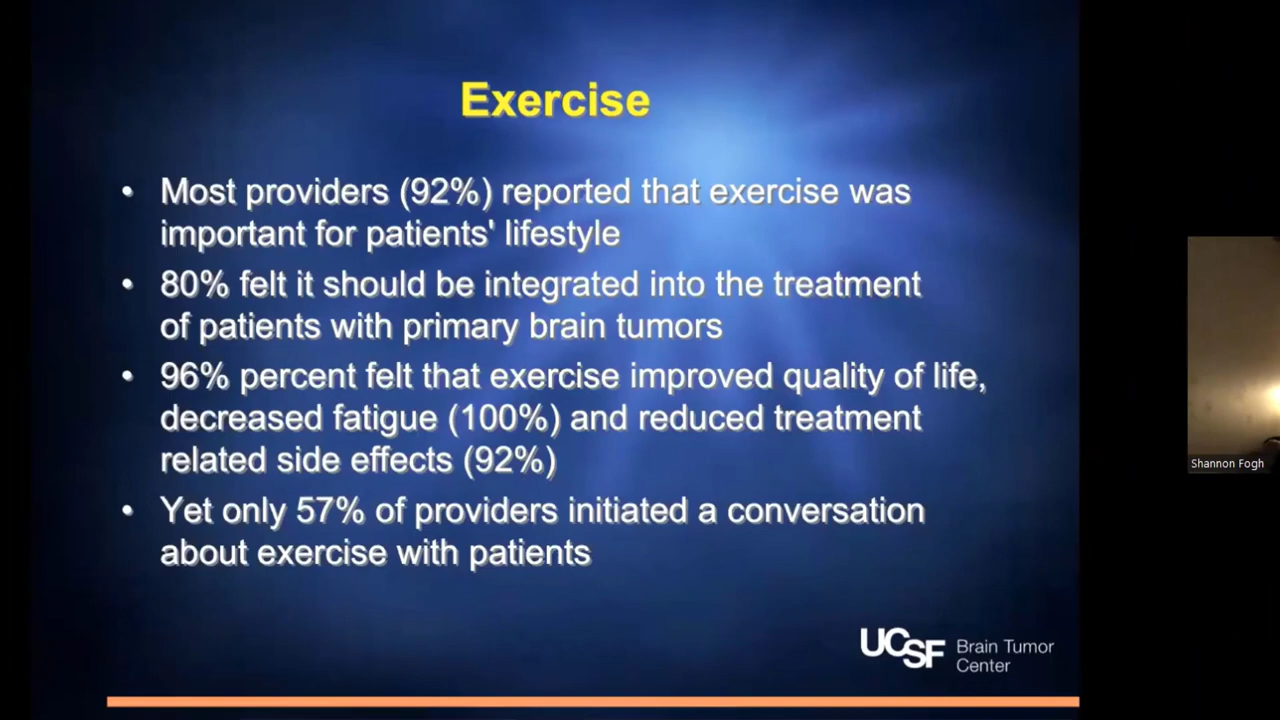 Exercise
• Most providers (92%) reported that exercise was
important for patients' lifestyle
• 80% felt it should be integrated into the treatment
of patients with primary brain tumors
• 96% percent felt that exercise improved quality of life,
decreased fatigue (100%) and reduced treatment
related side effects (92%)
• Yet only 57% of providers initiated a conversation
about exercise with patients
UCSF Brain Tumor
Center
Shannon Fogh